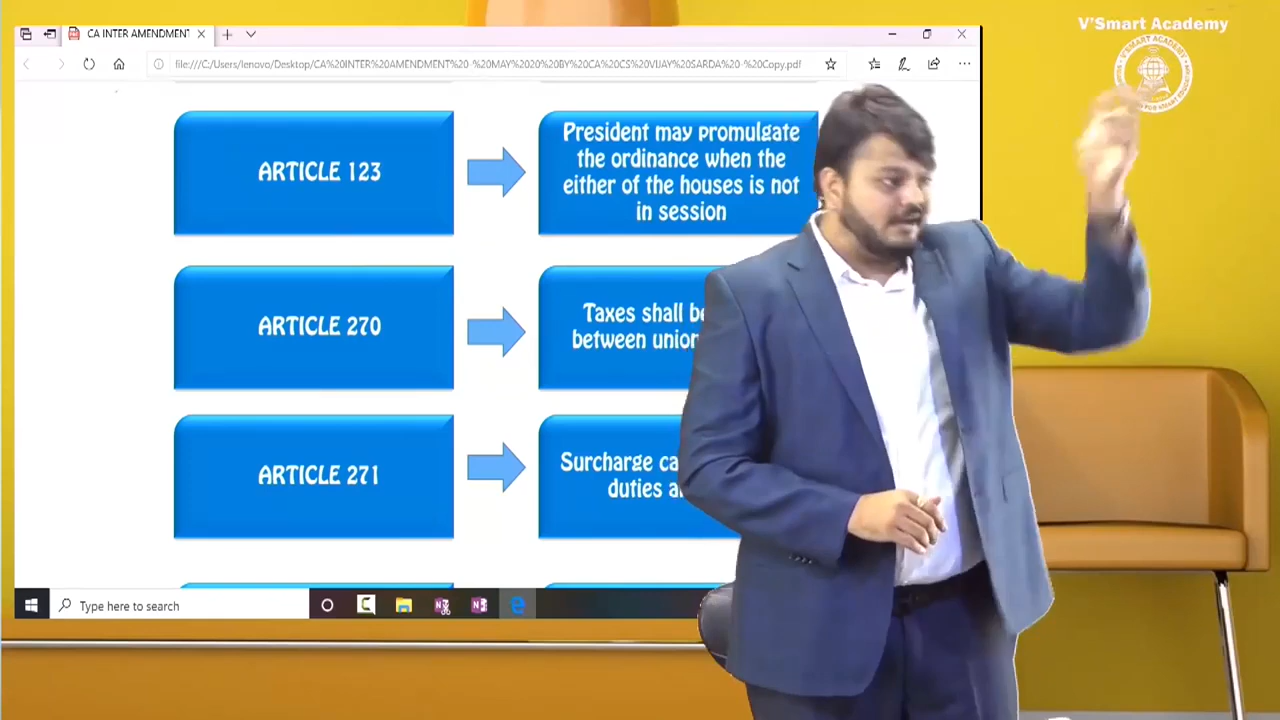 V'Smart Academy
CA INTER AMENDMENT
file:///C:/Users/lenovo/Desktop/CA%20INTER%20AMENDMENT%20-%20MAY%2020%20BY%20CA%20CS%20VIJAY%20SARDA%20-%20Copy.pdf
ARTICLE 123
President may promulgate
the ordinance when the
either of the houses is not
in session
ARTICLE 270
Taxes shall be
between union
ARTICLE 271
Surcharge ca
duties a
Type here to search